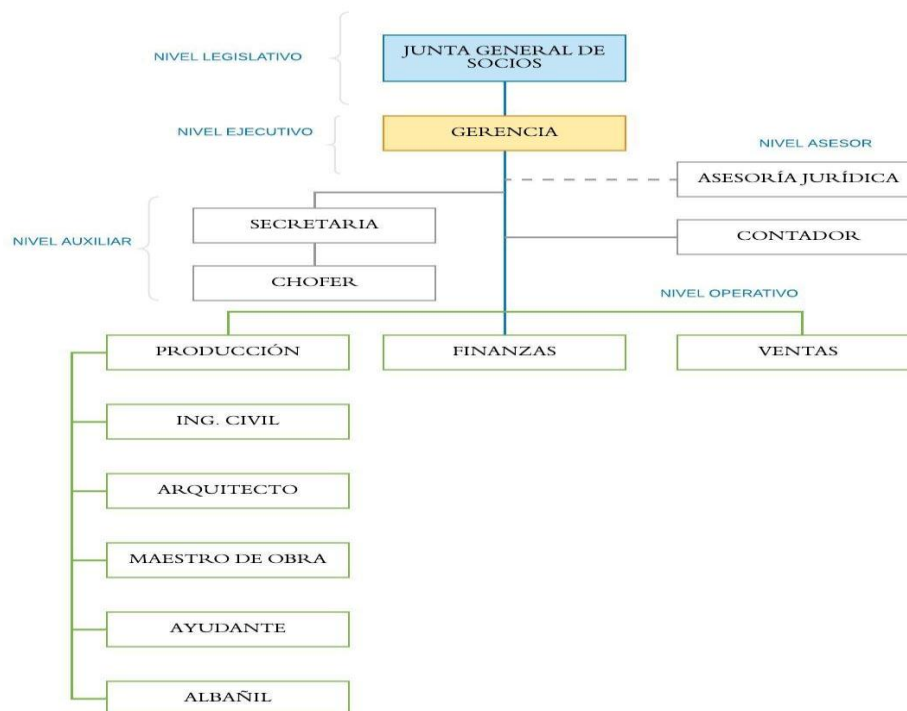 NIVEL LEGISLATIVO
JUNTA GENERAL DE
SOCIOS
NIVEL EJECUTIVO
GERENCIA
NIVEL ASESOR
ASESORÍA JURÍDICA
NIVEL AUXILIAR
SECRETARIA
CONTADOR
CHOFER
NIVEL OPERATIVO
PRODUCCIÓN
FINANZAS
VENTAS
ING. CIVIL
ARQUITECTO
MAESTRO DE OBRA
AYUDANTE
ALBAÑIL